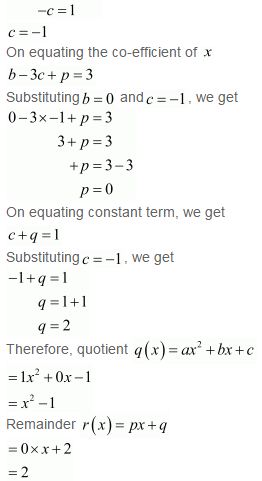 −c = 1
c = −1
On equating the co-efficient of x
b − 3c + p = 3
Substituting b = 0 and c = −1, we get
0 − 3 × −1 + p = 3
3 + p = 3
+p = 3 − 3
p = 0
On equating constant term, we get
c + q = 1
Substituting c = −1, we get
−1 + q = 1
q = 1 + 1
q = 2
Therefore, quotient q(x) = ax² + bx + c
= 1x² + 0x − 1
= x² − 1
Remainder r(x) = px + q
= 0 × x + 2
= 2